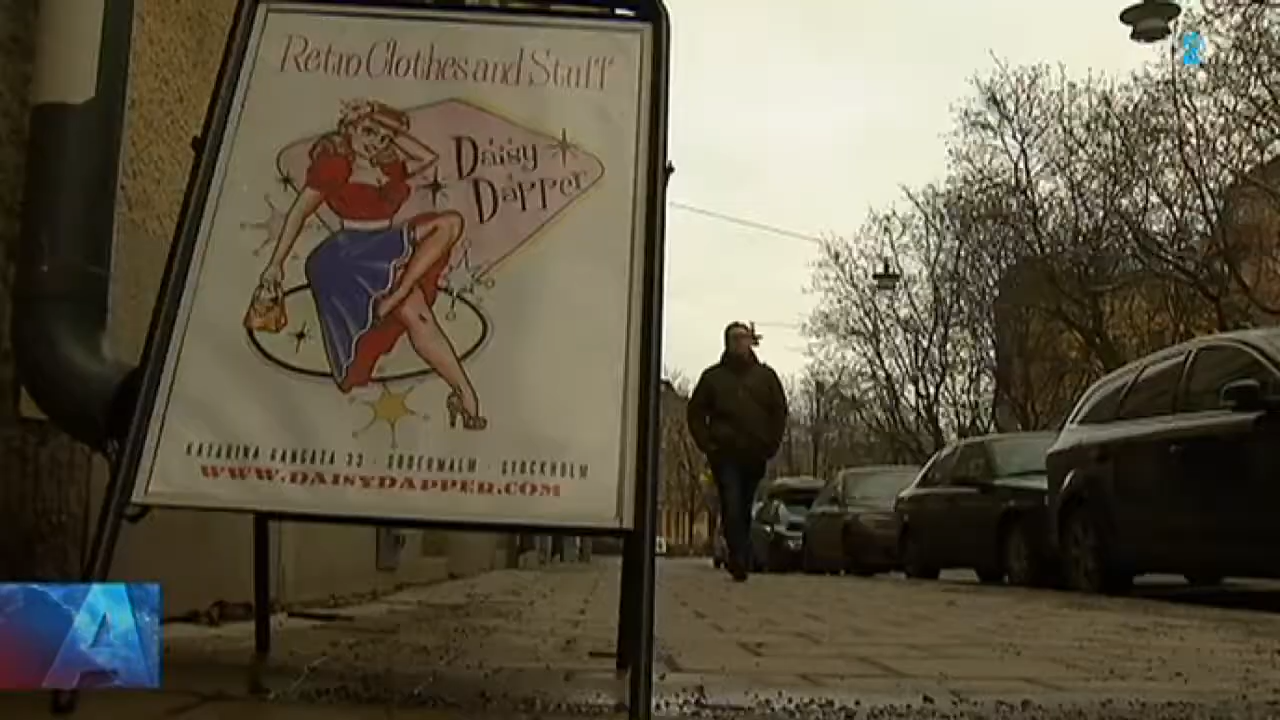 Retro Clothes and Stuff
Daisy
Dapper
KATARINA BANGATA 33 · SÖDERMALM · STOCKHOLM
WWW.DAISYDAPPER.COM
A